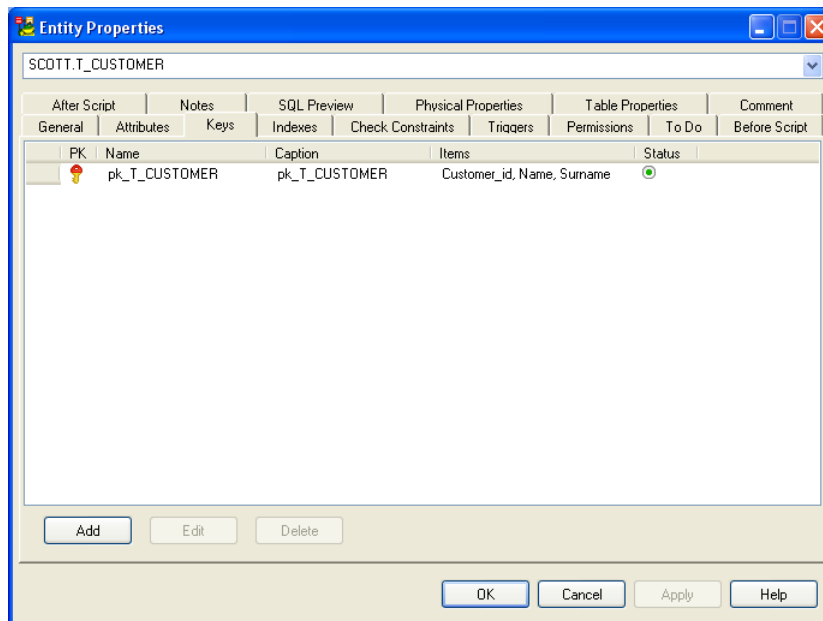 Entity Properties
SCOTT.T_CUSTOMER
After Script Notes SQL Preview Physical Properties Table Properties Comment
General Attributes Keys Indexes Check Constraints Triggers Permissions To Do Before Script
PK Name Caption Items Status
pk_T_CUSTOMER pk_T_CUSTOMER Customer_id, Name, Surname
Add Edit Delete
OK Cancel Apply Help